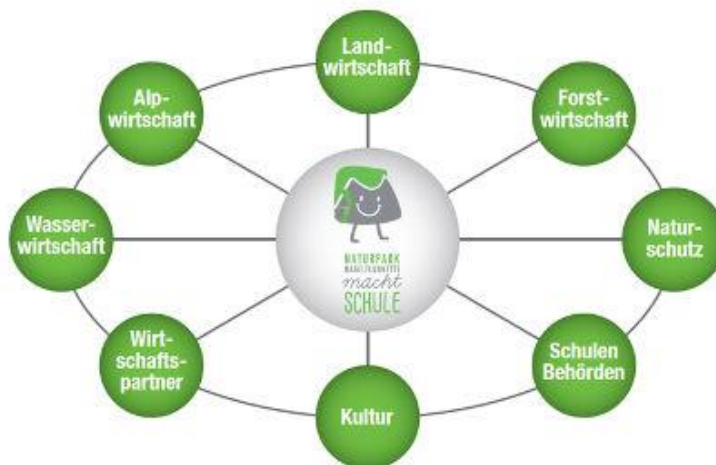 Land-
wirtschaft
Forst-
wirtschaft
Natur-
schutz
Schulen
Behörden
Kultur
Wirt-
schafts-
partner
Wasser-
wirtschaft
Alp-
wirtschaft
NATURPARK
NAGELFLUHKETTE
macht
SCHULE